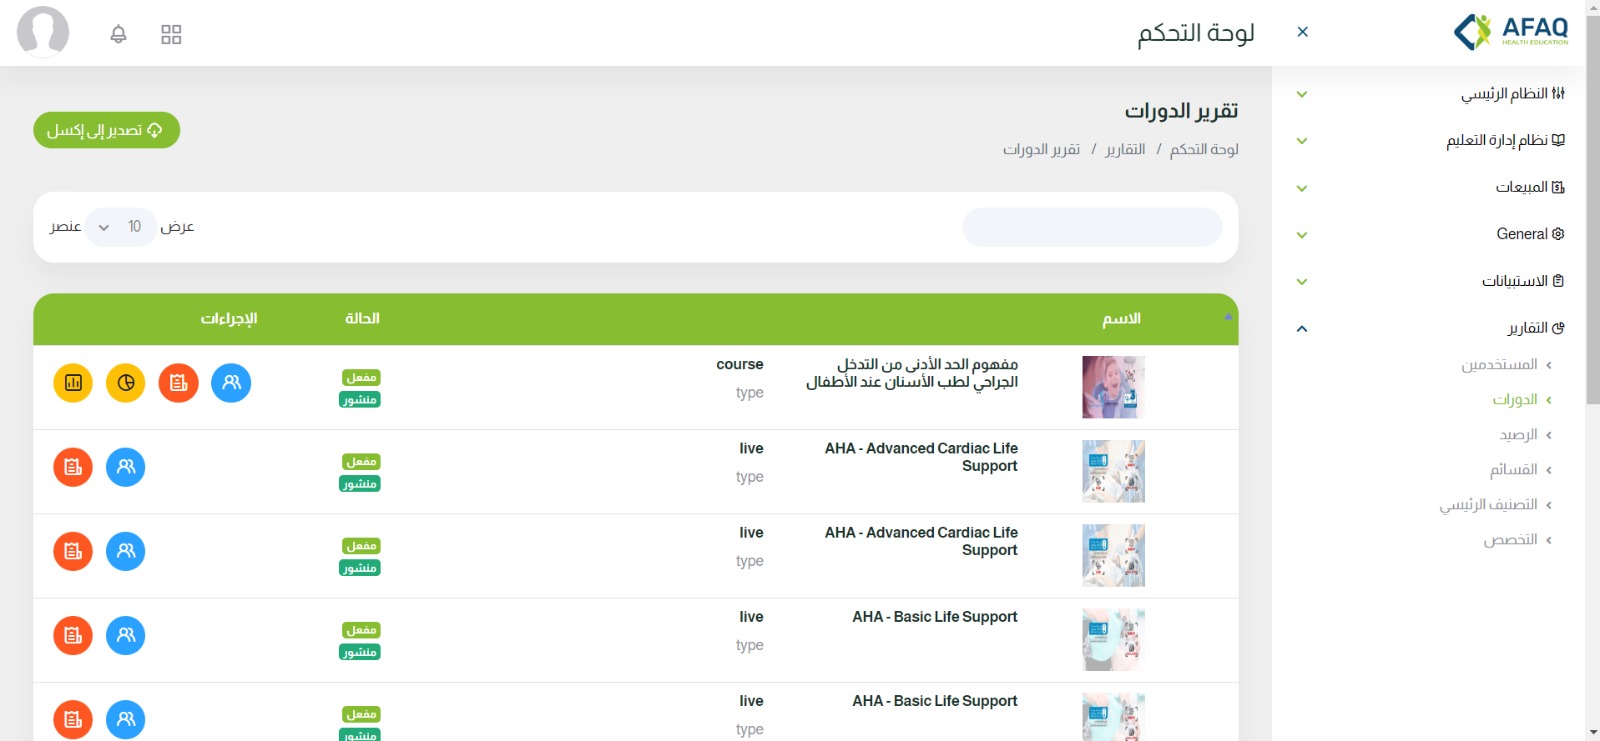 AFAQ
HEALTH EDUCATION
لوحة التحكم
النظام الرئيسي
نظام إدارة التعليم
المبيعات
General
الاستبيانات
التقارير
المستخدمين
الدورات
الرصيد
القسائم
التصنيف الرئيسي
التخصص
تقرير الدورات
لوحة التحكم / التقارير / تقرير الدورات
تصدير إلى إكسل
عرض 10 عنصر
الاسم الحالة الإجراءات
مفهوم الحد الأدنى من التدخل
الجراحي لطب الأسنان عند الأطفال
course
type
مفعل
منشور
AHA - Advanced Cardiac Life
Support
live
type
مفعل
منشور
AHA - Advanced Cardiac Life
Support
live
type
مفعل
منشور
AHA - Basic Life Support
live
type
مفعل
منشور
AHA - Basic Life Support
live
type
مفعل
منشور